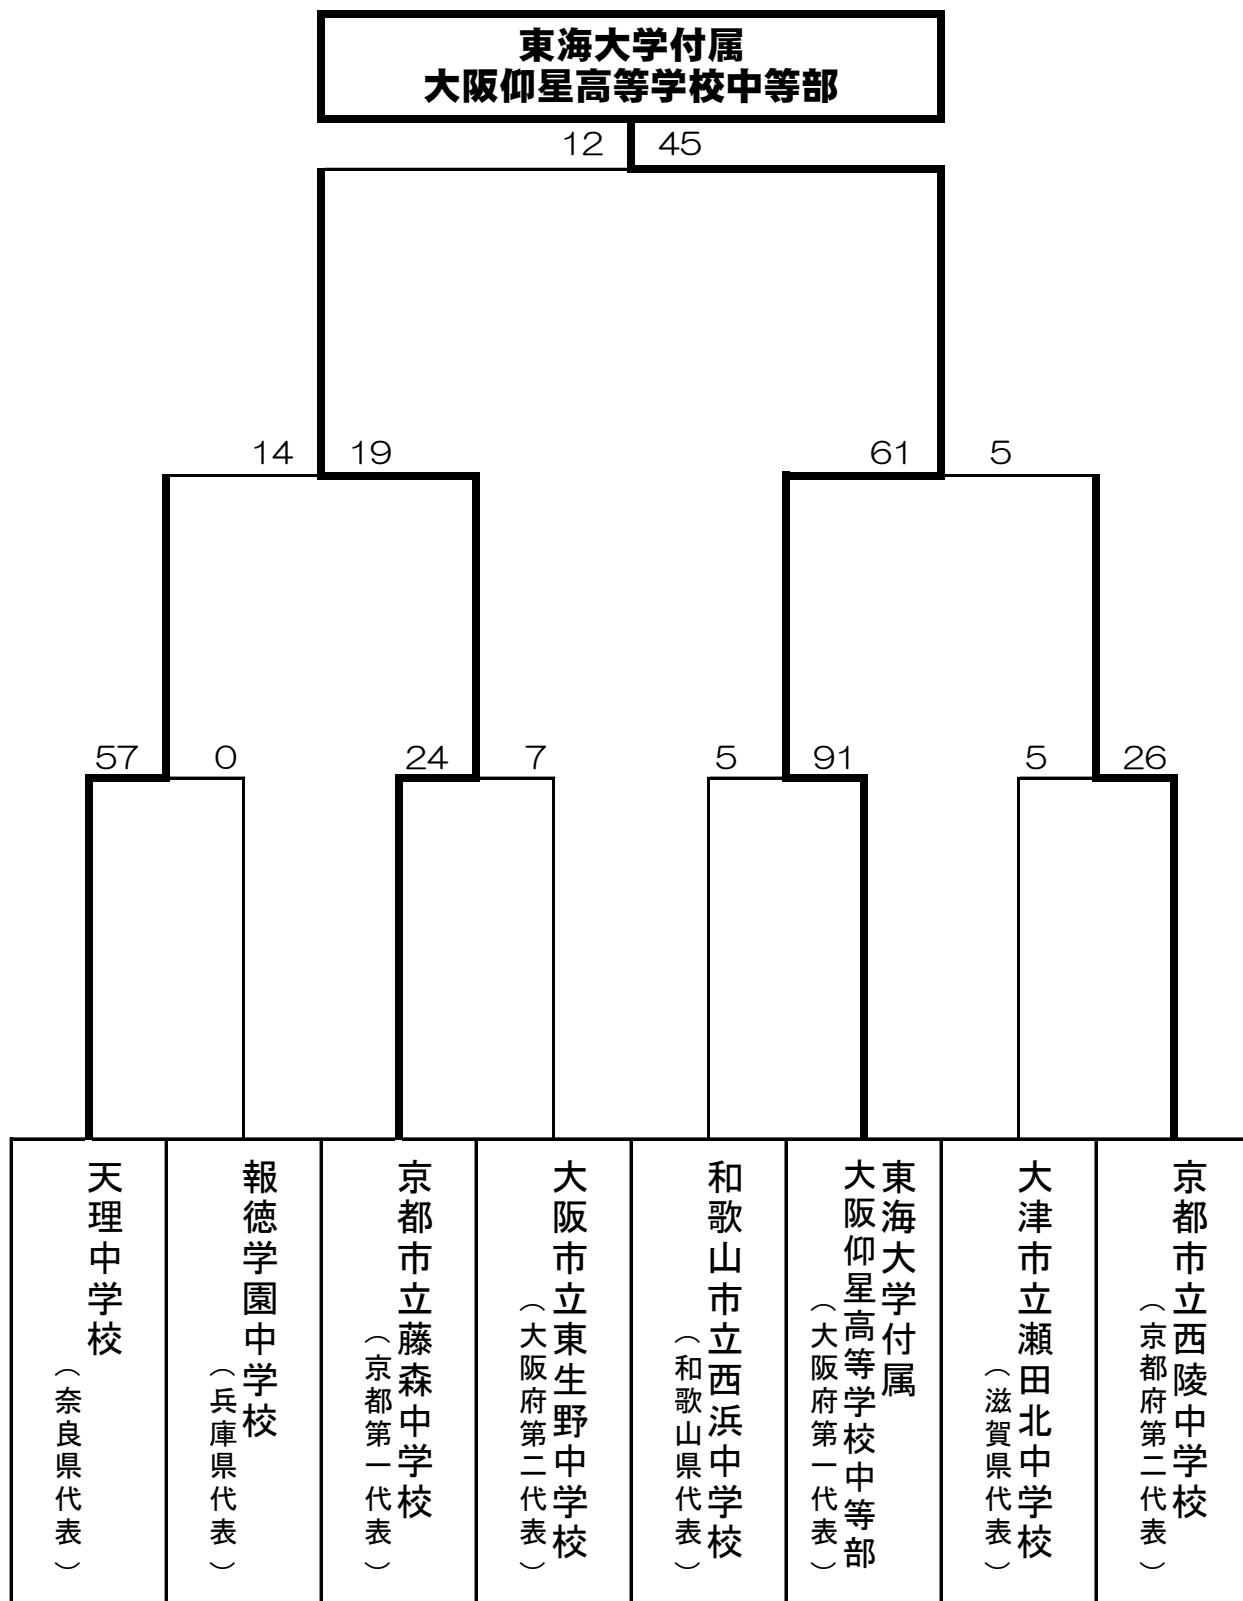 東海大学付属
大阪仰星高等学校中等部
12 45
14 19 61 5
57 0 24 7 5 91 5 26
天理中学校
（奈良県代表）
報徳学園中学校
（兵庫県代表）
京都市立藤森中学校
（京都第一代表）
大阪市立東生野中学校
（大阪府第二代表）
和歌山市立西浜中学校
（和歌山県代表）
東海大学付属
大阪仰星高等学校中等部
（大阪府第一代表）
大津市立瀬田北中学校
（滋賀県代表）
京都市立西陵中学校
（京都府第二代表）